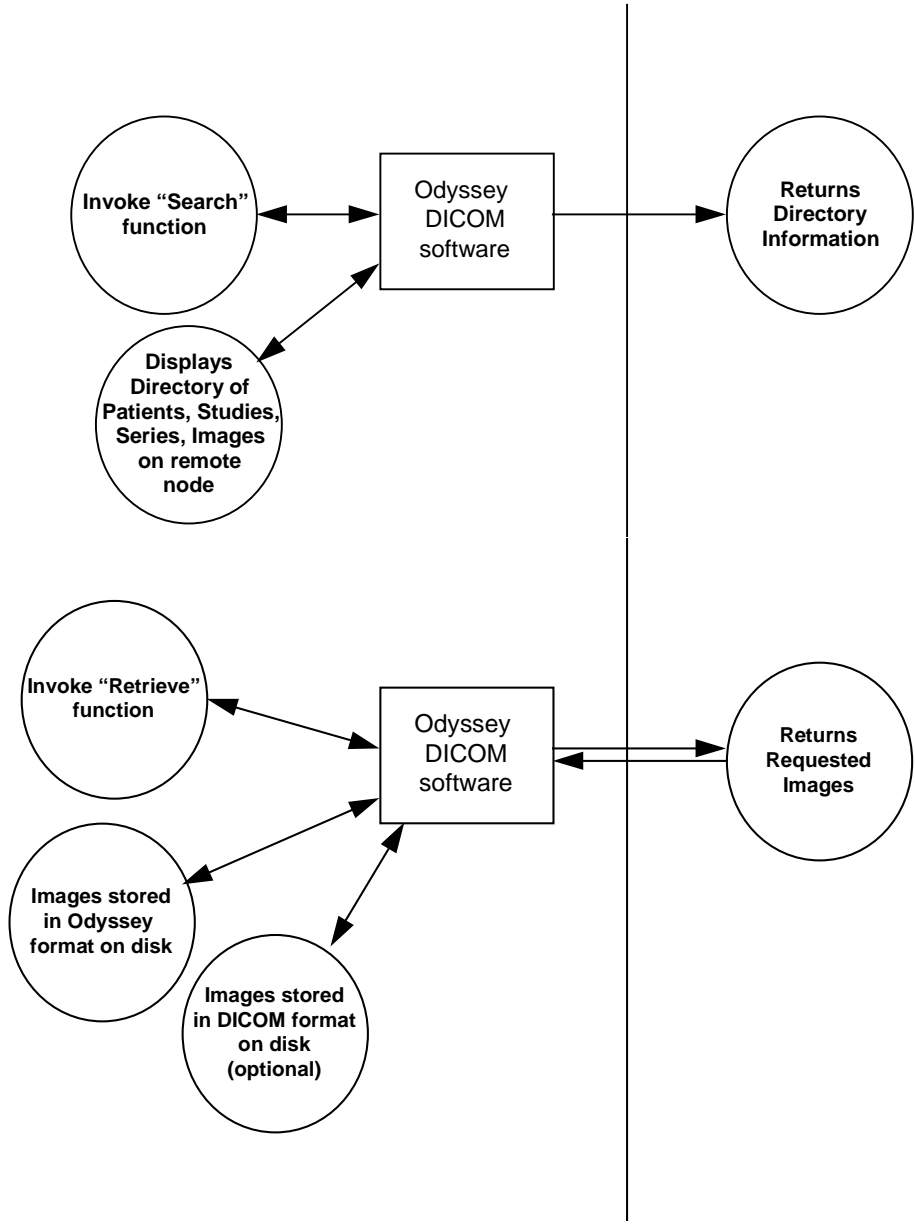 Invoke “Search”
function
Odyssey
DICOM
software
Returns
Directory
Information
Displays
Directory of
Patients, Studies,
Series, Images
on remote
node
Invoke “Retrieve”
function
Odyssey
DICOM
software
Returns
Requested
Images
Images stored
in Odyssey
format on disk
Images stored
in DICOM format
on disk
(optional)